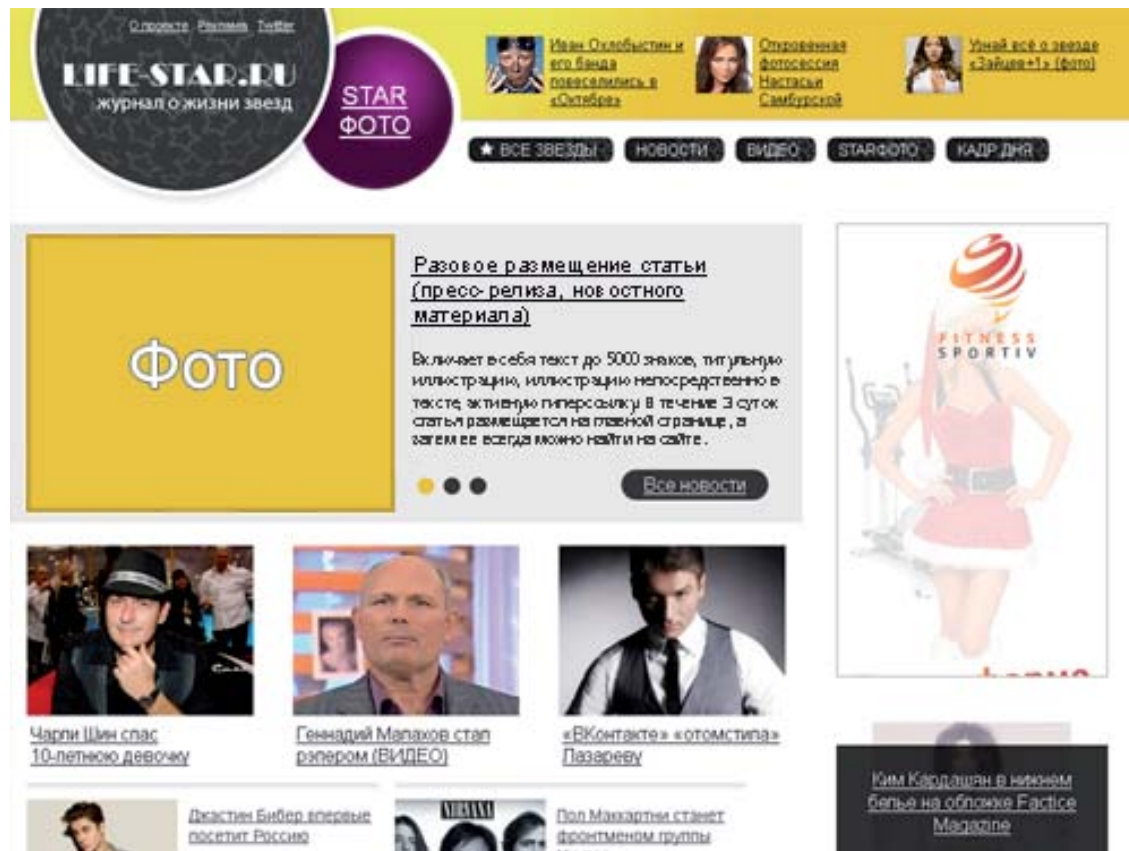 О проекте Реклама Twitter
LIFE-STAR.RU
журнал о жизни звезд
STAR
ФОТО
Иван Охлобыстин и
его банда
повеселились в
«Октябре»
Откровенная
фотосессия
Настасьи
Самбурской
Узнай всё о звезде
«Зайцев+1» (фото)
★ ВСЕ ЗВЕЗДЫ
НОВОСТИ
ВИДЕО
STARФОТО
КАДР ДНЯ
Фото
Разовое размещение статьи
(пресс-релиза, новостного
материала)
Включает в себя текст до 5000 знаков, титульную
иллюстрацию, иллюстрацию непосредственно в
тексте, активную гиперссылку. В течение 3 суток
статья размещается на главной странице, а
затем ее всегда можно найти на сайте.
Все новости
FITNESS
SPORTIV
Чарли Шин спас
10-летнюю девочку
Геннадий Малахов стал
рэпером (ВИДЕО)
«ВКонтакте» «отомстила»
Лазареву
Джастин Бибер впервые
посетит Россию
NIRVANA
Пол Маккартни станет
фронтменом группы
Ким Кардашян в нижнем
белье на обложке Factice
Magazine